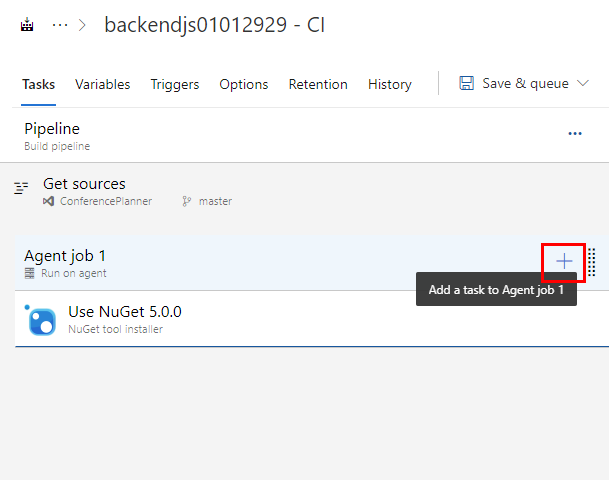 ··· > backendjs01012929 - CI
Tasks Variables Triggers Options Retention History Save & queue
Pipeline
Build pipeline
Get sources
ConferencePlanner master
Agent job 1
Run on agent
Add a task to Agent job 1
Use NuGet 5.0.0
NuGet tool installer